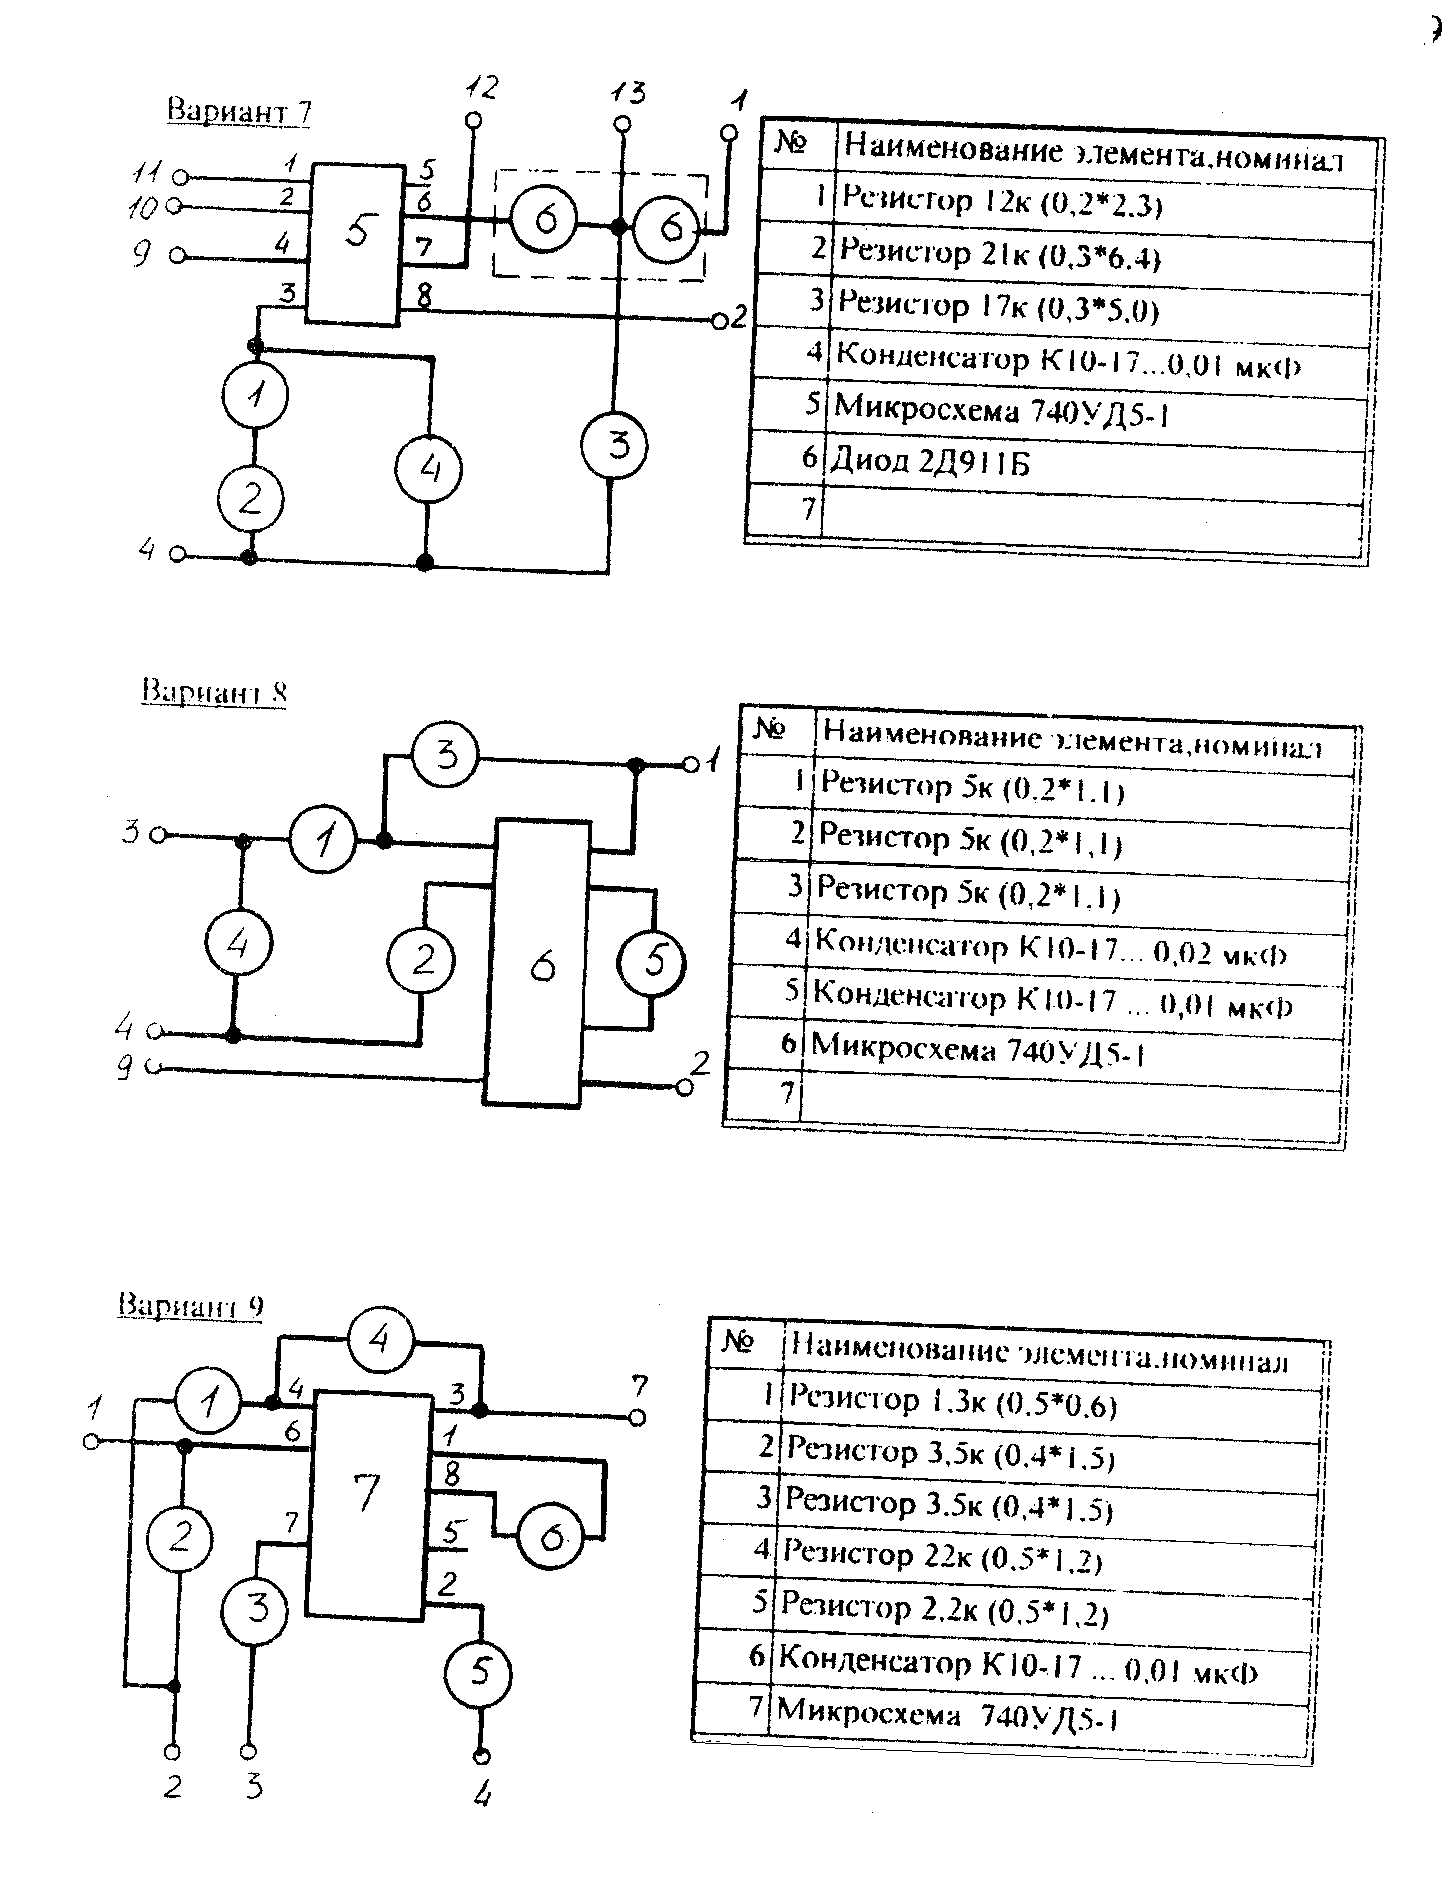 9
Вариант 7
12
13
1
11
10
9
4
2
1
2
4
3
5
6
7
8
5
6
6
1
2
4
3
№ Наименование элемента.номинал
1 Резистор 12к (0,2*2.3)
2 Резистор 21к (0,3*6.4)
3 Резистор 17к (0,3*5.0)
4 Конденсатор К10-17...0,01 мкФ
5 Микросхема 740УД5-1
6 Диод 2Д911Б
7
Вариант 8
3
1
3
1
4
2
6
5
4
9
2
№ Наименование элемента,номинал
1 Резистор 5к (0.2*1.1)
2 Резистор 5к (0,2*1,1)
3 Резистор 5к (0,2*1.1)
4 Конденсатор К10-17... 0,02 мкФ
5 Конденсатор К10-17 ... 0,01 мкФ
6 Микросхема 740УД5-1
7
Вариант 9
4
1
1
4
6
7
3
1
8
5
2
7
7
2
3
6
5
2
3
4
№ Наименование элемента.номинал
1 Резистор 1.3к (0.5*0.6)
2 Резистор 3,5к (0.4*1.5)
3 Резистор 3.5к (0,4*1.5)
4 Резистор 22к (0.5*1.2)
5 Резистор 2,2к (0.5*1,2)
6 Конденсатор К10-17 ... 0,01 мкФ
7 Микросхема 740УД5-1